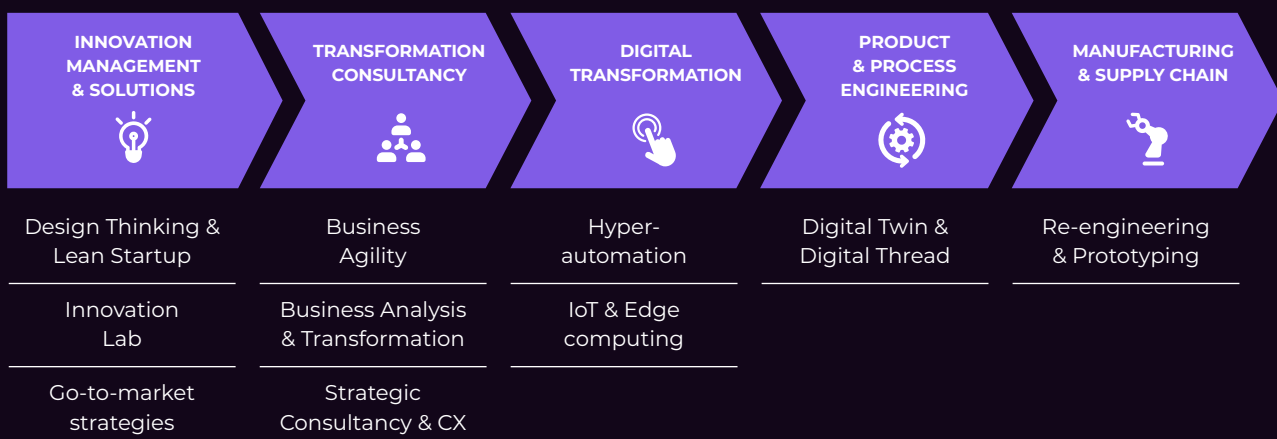 INNOVATION
MANAGEMENT
& SOLUTIONS
TRANSFORMATION
CONSULTANCY
DIGITAL
TRANSFORMATION
PRODUCT
& PROCESS
ENGINEERING
MANUFACTURING
& SUPPLY CHAIN
Design Thinking &
Lean Startup
Innovation
Lab
Go-to-market
strategies
Business
Agility
Business Analysis
& Transformation
Strategic
Consultancy & CX
Hyper-
automation
IoT & Edge
computing
Digital Twin &
Digital Thread
Re-engineering
& Prototyping